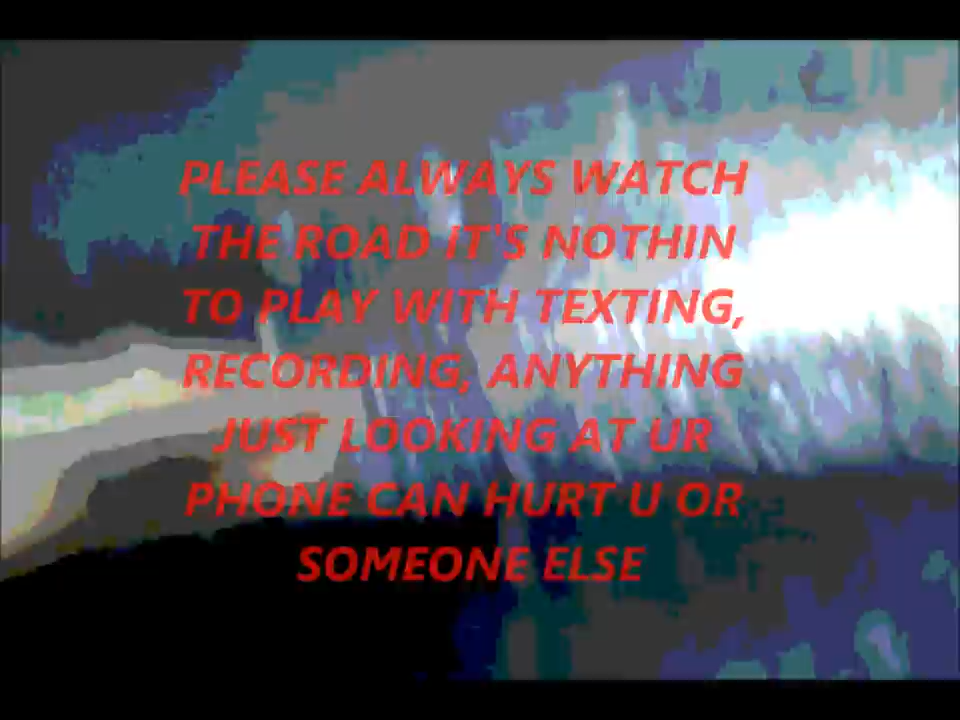 PLEASE ALWAYS WATCH
THE ROAD IT'S NOTHIN
TO PLAY WITH TEXTING,
RECORDING, ANYTHING
JUST LOOKING AT UR
PHONE CAN HURT U OR
SOMEONE ELSE